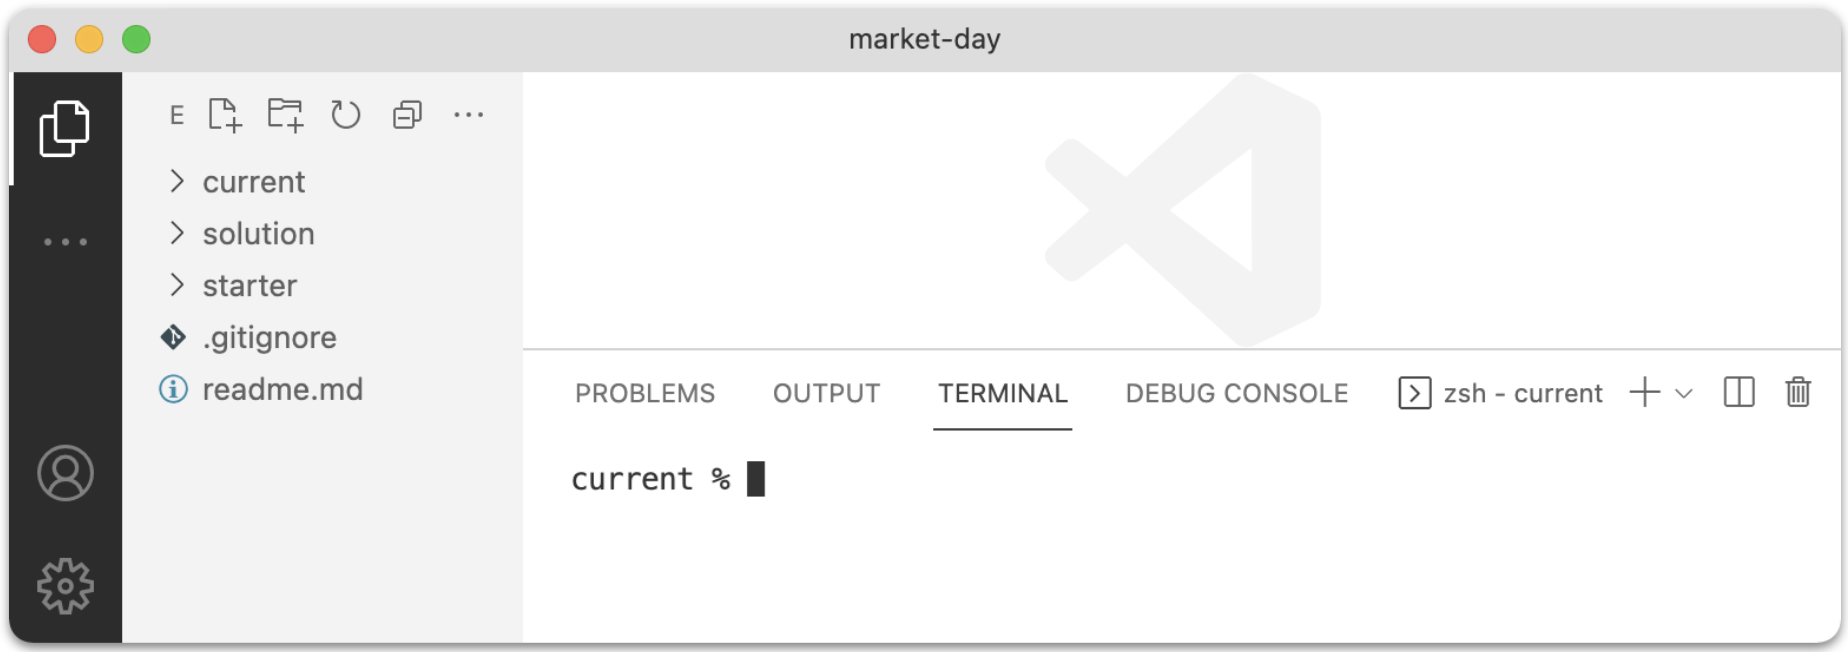 market-day
E
current
solution
starter
.gitignore
readme.md
PROBLEMS OUTPUT TERMINAL DEBUG CONSOLE zsh - current
current %